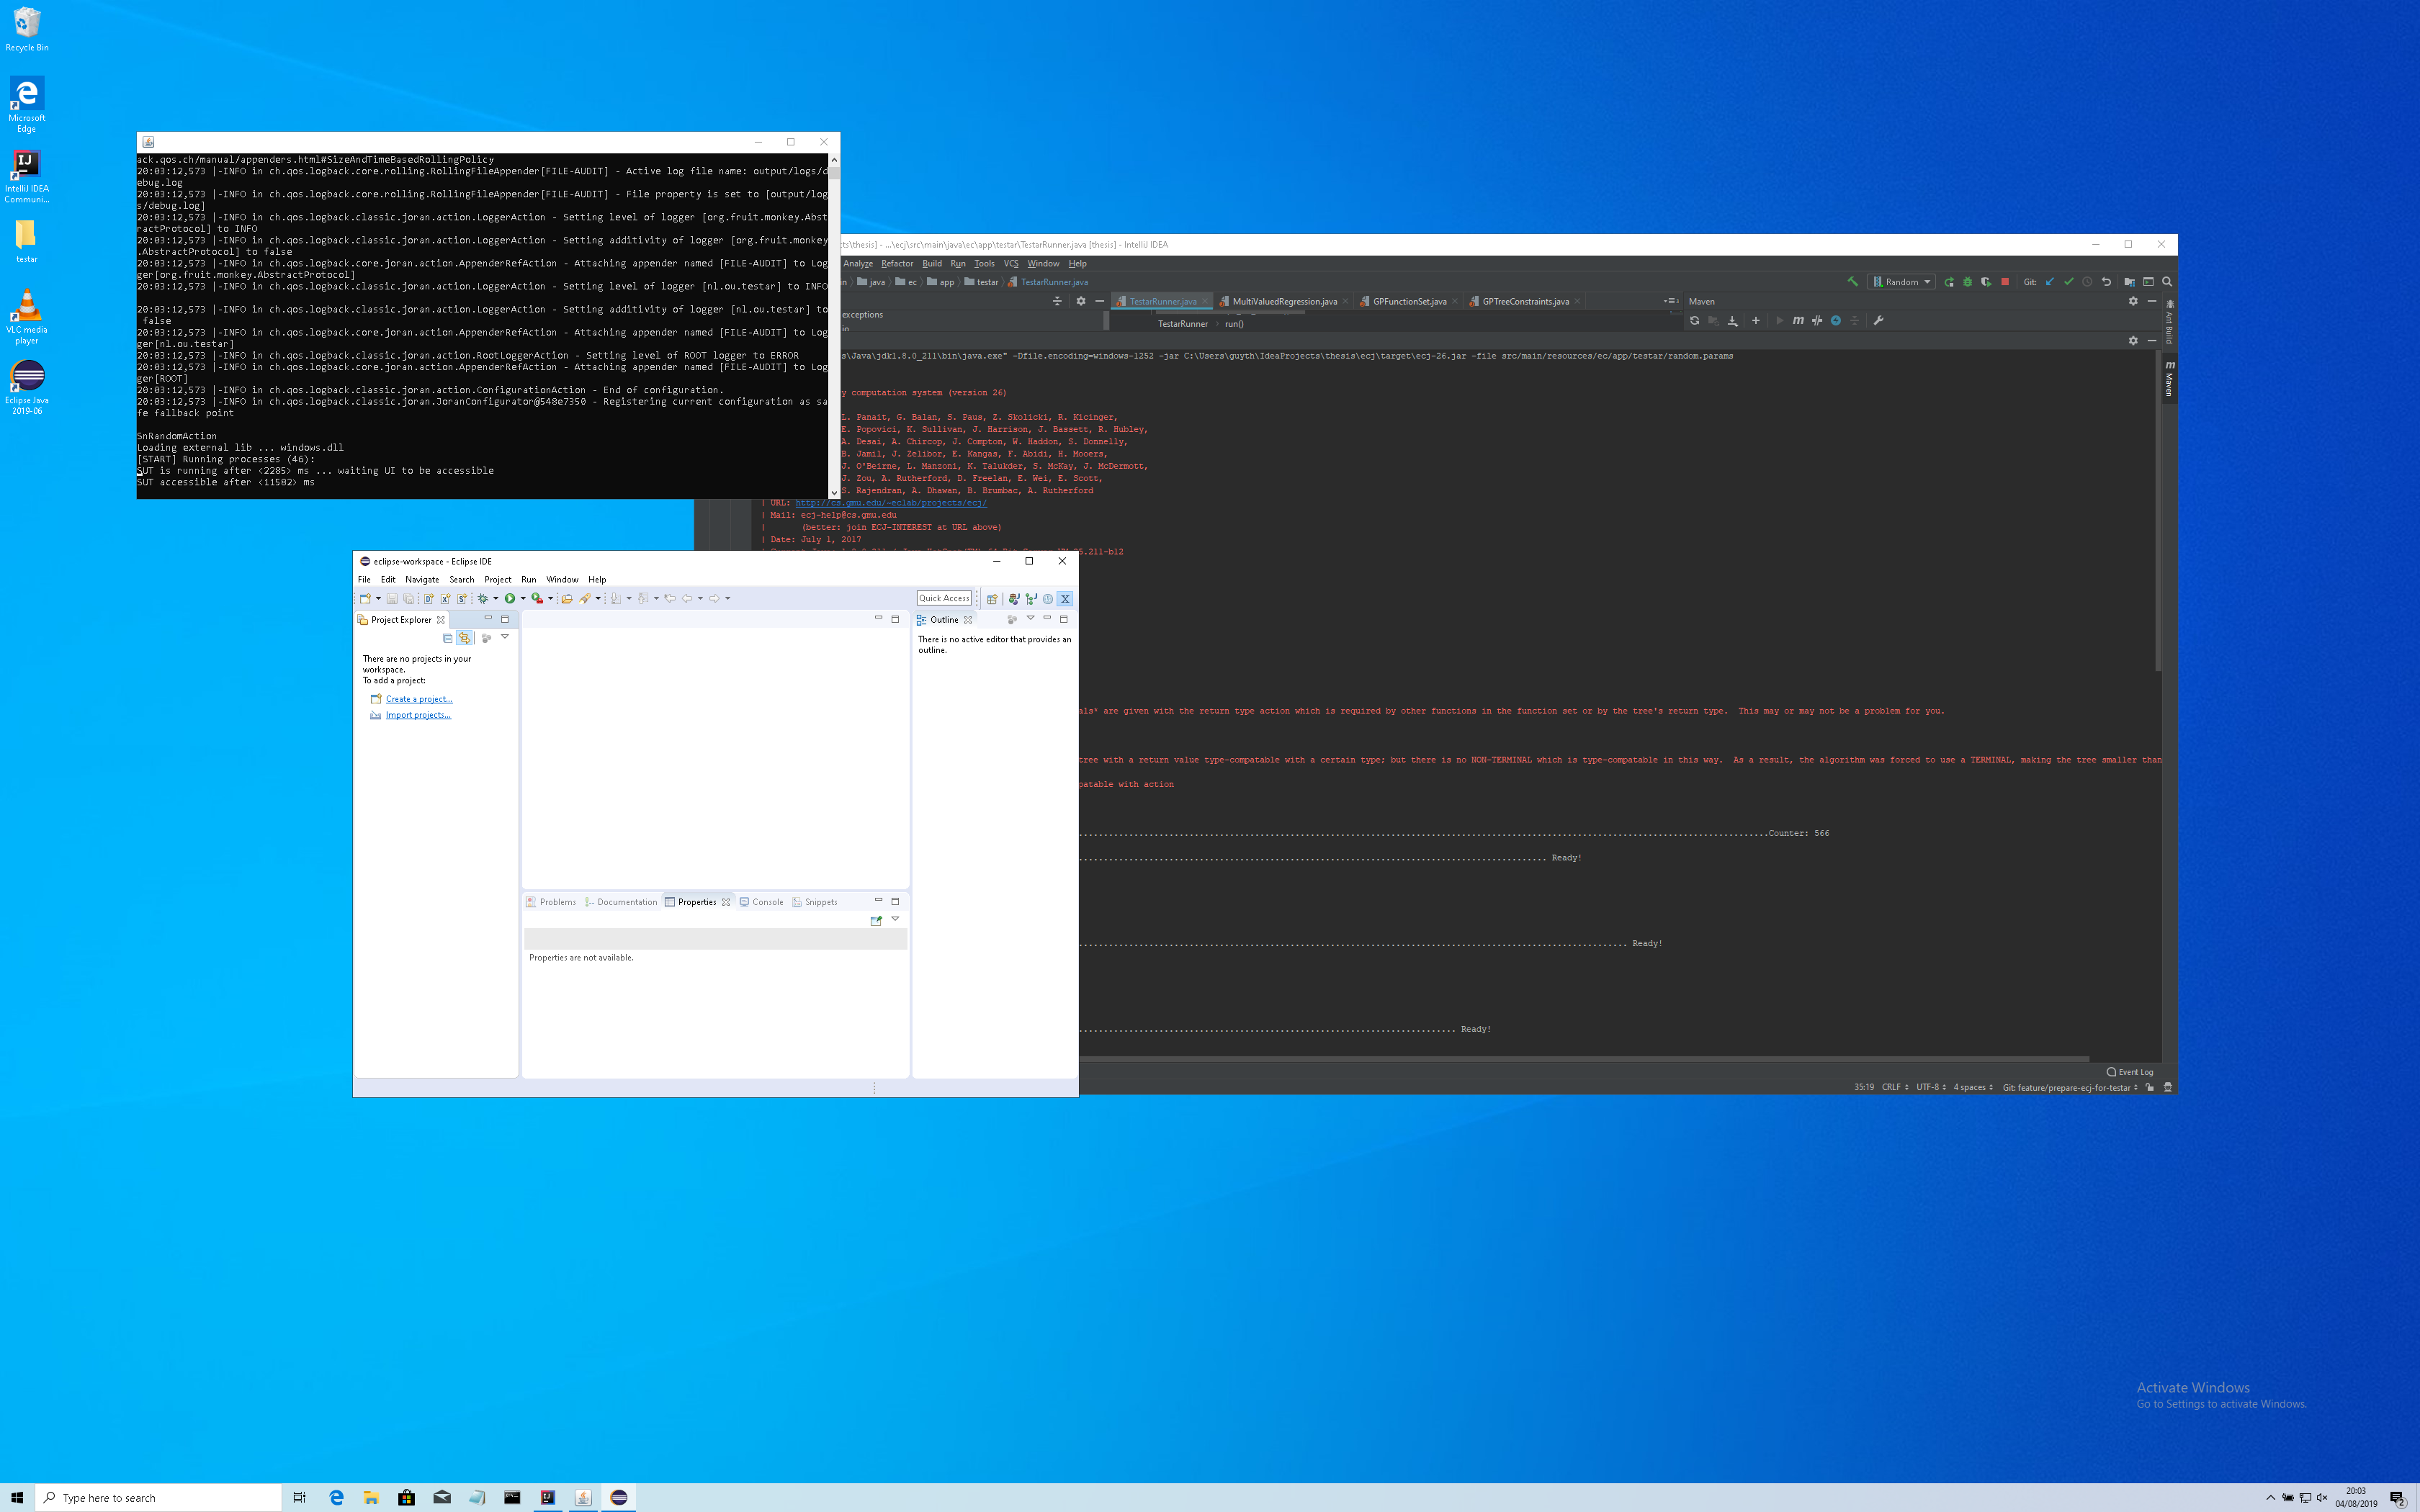 Recycle Bin
Microsoft
Edge
IntelliJ IDEA
Communi...
testar
VLC media
player
Eclipse Java
2019-06
ack.qos.ch/manual/appenders.html#SizeAndTimeBasedRollingPolicy
20:03:12,573 |-INFO in ch.qos.logback.core.rolling.RollingFileAppender[FILE-AUDIT] - Active log file name: output/logs/d
ebug.log
20:03:12,573 |-INFO in ch.qos.logback.core.rolling.RollingFileAppender[FILE-AUDIT] - File property is set to [output/log
s/debug.log]
20:03:12,573 |-INFO in ch.qos.logback.classic.joran.action.LoggerAction - Setting level of logger [org.fruit.monkey.Abst
ractProtocol] to INFO
20:03:12,573 |-INFO in ch.qos.logback.classic.joran.action.LoggerAction - Setting additivity of logger [org.fruit.monkey
.AbstractProtocol] to false
20:03:12,573 |-INFO in ch.qos.logback.core.joran.action.AppenderRefAction - Attaching appender named [FILE-AUDIT] to Log
ger[org.fruit.monkey.AbstractProtocol]
20:03:12,573 |-INFO in ch.qos.logback.classic.joran.action.LoggerAction - Setting level of logger [nl.ou.testar] to INFO
20:03:12,573 |-INFO in ch.qos.logback.classic.joran.action.LoggerAction - Setting additivity of logger [nl.ou.testar] to
false
20:03:12,573 |-INFO in ch.qos.logback.core.joran.action.AppenderRefAction - Attaching appender named [FILE-AUDIT] to Log
ger[nl.ou.testar]
20:03:12,573 |-INFO in ch.qos.logback.classic.joran.action.RootLoggerAction - Setting level of ROOT logger to ERROR
20:03:12,573 |-INFO in ch.qos.logback.core.joran.action.AppenderRefAction - Attaching appender named [FILE-AUDIT] to Log
ger[ROOT]
20:03:12,573 |-INFO in ch.qos.logback.classic.joran.action.ConfigurationAction - End of configuration.
20:03:12,573 |-INFO in ch.qos.logback.classic.joran.JoranConfigurator@548e7350 - Registering current configuration as sa
fe fallback point
SnRandomAction
Loading external lib ... windows.dll
[START] Running processes (46):
SUT is running after <2285> ms ... waiting UI to be accessible
SUT accessible after <11582> ms
cts\thesis] - ...\ecj\src\main\java\ec\app\testar\TestarRunner.java [thesis] - IntelliJ IDEA
Analyze Refactor Build Run Tools VCS Window Help
in java ec app testar TestarRunner.java
Random Git:
TestarRunner.java MultiValuedRegression.java GPFunctionSet.java GPTreeConstraints.java
Maven
exceptions
io
TestarRunner run()
Ant Build
Maven
s\Java\jdk1.8.0_211\bin\java.exe" -Dfile.encoding=windows-1252 -jar C:\Users\guyth\IdeaProjects\thesis\ecj\target\ecj-26.jar -file src/main/resources/ec/app/testar/random.params
y computation system (version 26)
L. Panait, G. Balan, S. Paus, Z. Skolicki, R. Kicinger,
E. Popovici, K. Sullivan, J. Harrison, J. Bassett, R. Hubley,
A. Desai, A. Chircop, J. Compton, W. Haddon, S. Donnelly,
B. Jamil, J. Zelibor, E. Kangas, F. Abidi, H. Mooers,
J. O'Beirne, L. Manzoni, K. Talukder, S. McKay, J. McDermott,
J. Zou, A. Rutherford, D. Freelan, E. Wei, E. Scott,
S. Rajendran, A. Dhawan, B. Brumbac, A. Rutherford
| URL: http://cs.gmu.edu/~eclab/projects/ecj/
| Mail: ecj-help@cs.gmu.edu
| (better: join ECJ-INTEREST at URL above)
| Date: July 1, 2017
5.211-b12
als* are given with the return type action which is required by other functions in the function set or by the tree's return type. This may or may not be a problem for you.
tree with a return value type-compatable with a certain type; but there is no NON-TERMINAL which is type-compatable in this way. As a result, the algorithm was forced to use a TERMINAL, making the tree smaller than
patable with action
Counter: 566
Ready!
Ready!
Ready!
Event Log
35:19 CRLF UTF-8 4 spaces Git: feature/prepare-ecj-for-testar
eclipse-workspace - Eclipse IDE
File Edit Navigate Search Project Run Window Help
Quick Access
Project Explorer
There are no projects in your
workspace.
To add a project:
Create a project...
Import projects...
Outline
There is no active editor that provides an
outline.
Problems Documentation Properties Console Snippets
Properties are not available.
Activate Windows
Go to Settings to activate Windows.
Type here to search
20:03
04/08/2019
2